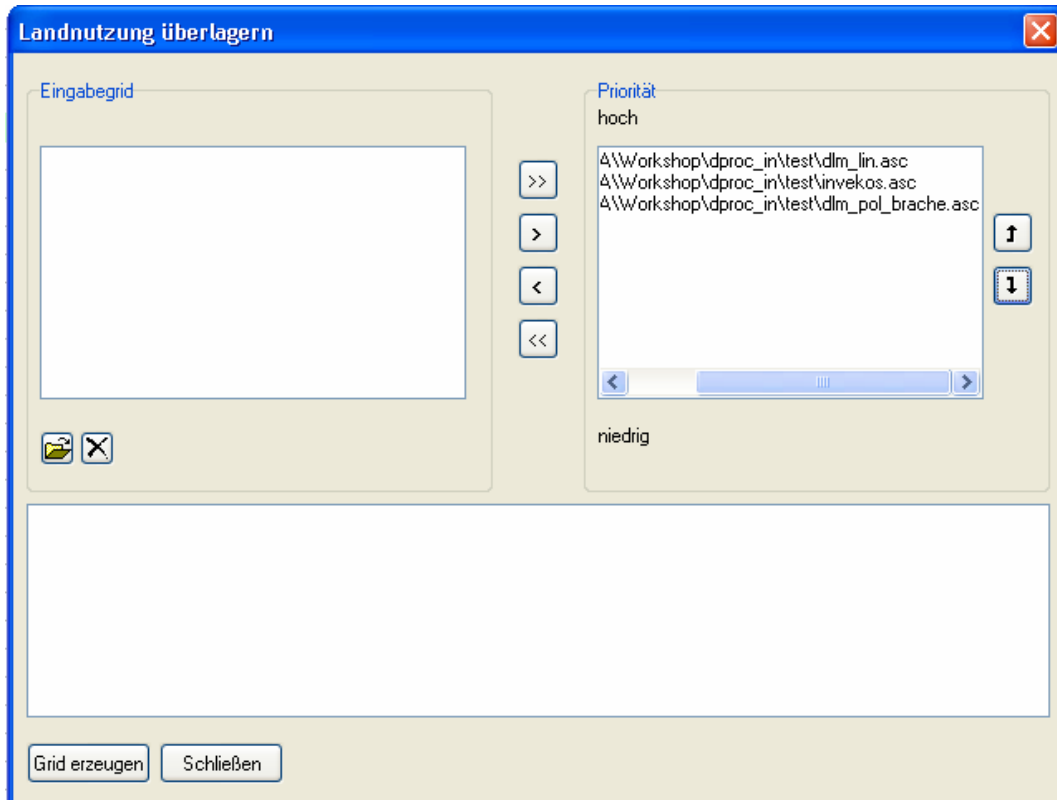 Landnutzung überlagern
Eingabegrid
Priorität
hoch
A\Workshop\dproc_in\test\dlm_lin.asc
A\Workshop\dproc_in\test\invekos.asc
A\Workshop\dproc_in\test\dlm_pol_brache.asc
>>
>
<
<<
niedrig
Grid erzeugen
Schließen